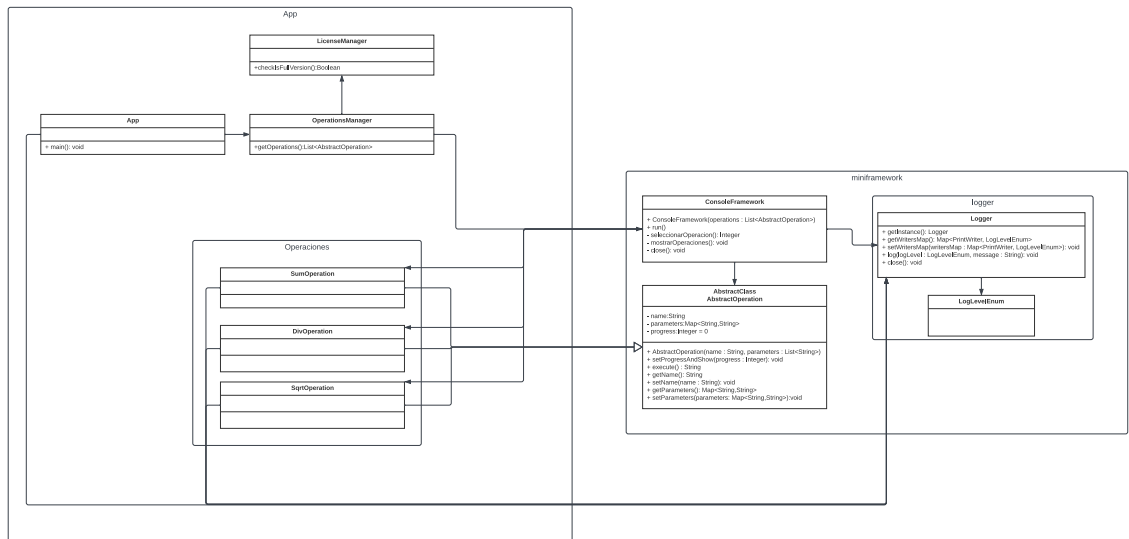 App
LicenseManager
+checkIsFullVersion():Boolean
App
+ main(): void
OperationsManager
+getOperations():List<AbstractOperation>
Operaciones
SumOperation
DivOperation
SqrtOperation
miniframework
ConsoleFramework
+ ConsoleFramework(operations : List<AbstractOperation>)
+ run()
- seleccionarOperacion(): Integer
- mostrarOperaciones(): void
- close(): void
AbstractClass
AbstractOperation
- name:String
- parameters:Map<String,String>
- progress:Integer = 0
+ AbstractOperation(name : String, parameters : List<String>)
+ setProgressAndShow(progress : Integer): void
+ execute() : String
+ getName(): String
+ setName(name : String): void
+ getParameters(): Map<String,String>
+ setParameters(parameters: Map<String,String>):void
logger
Logger
+ getInstance(): Logger
+ getWritersMap(): Map<PrintWriter, LogLevelEnum>
+ setWritersMap(writersMap : Map<PrintWriter, LogLevelEnum>): void
+ log(logLevel : LogLevelEnum, message : String): void
+ close(): void
LogLevelEnum